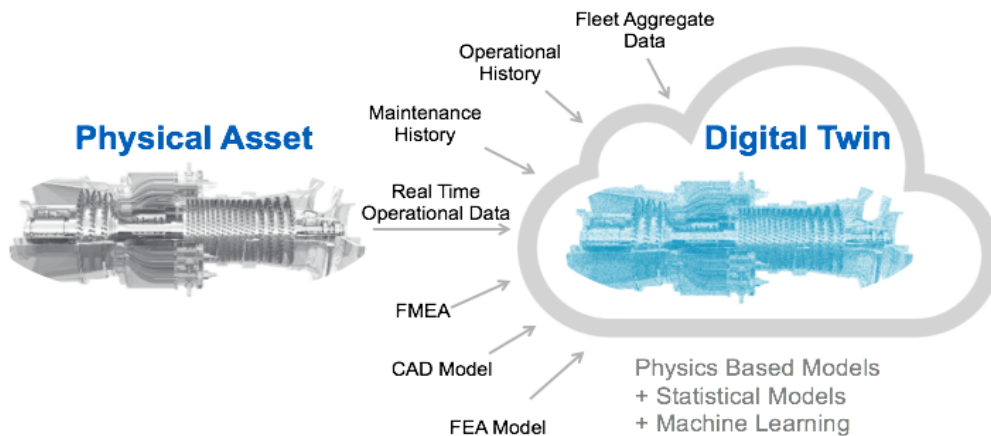 Fleet Aggregate
Data
Operational
History
Maintenance
History
Physical Asset
Digital Twin
Real Time
Operational Data
FMEA
CAD Model
FEA Model
Physics Based Models
+ Statistical Models
+ Machine Learning